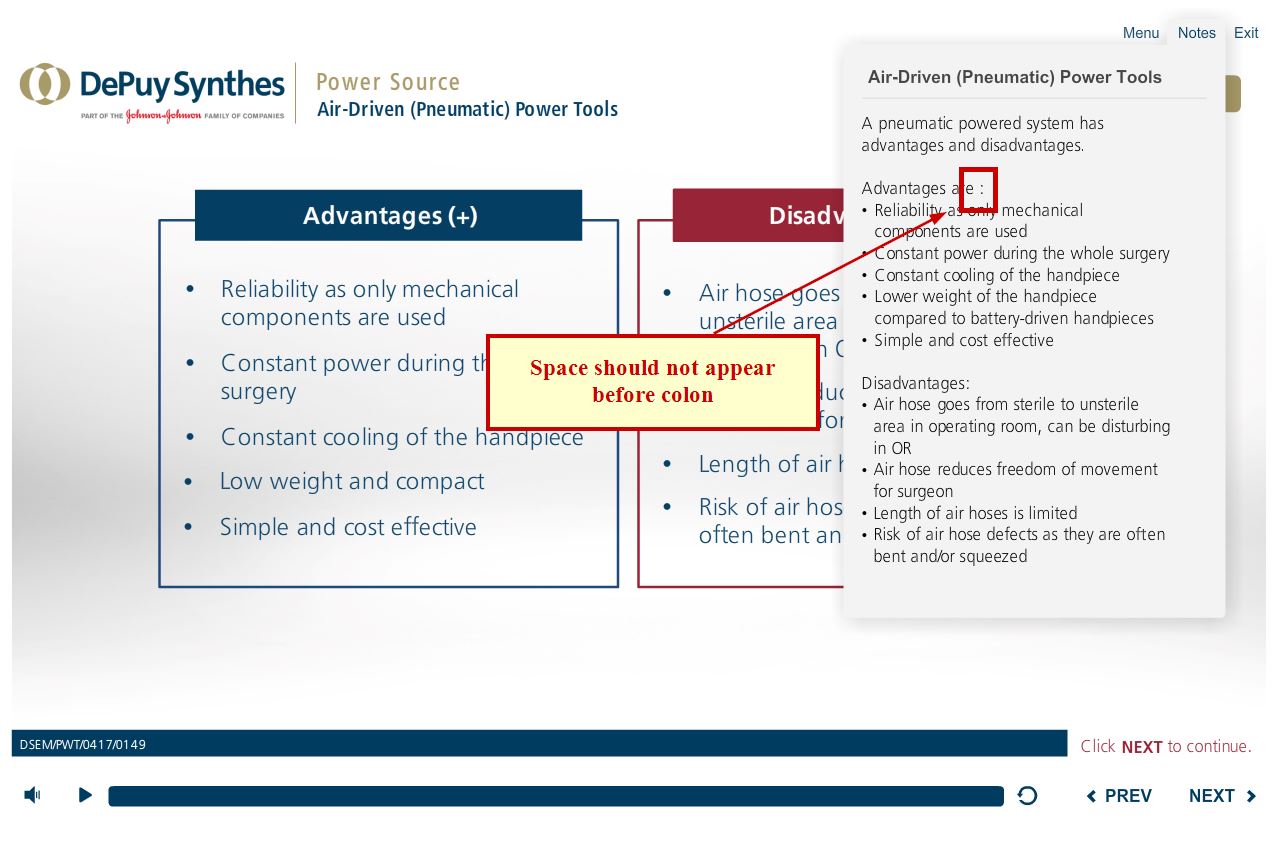 Menu Notes Exit
DePuy Synthes
PART OF THE Johnson & Johnson FAMILY OF COMPANIES
Power Source
Air-Driven (Pneumatic) Power Tools
Advantages (+)
• Reliability as only mechanical
components are used
• Constant power during th
surgery
• Constant cooling of the handpiece
• Low weight and compact
• Simple and cost effective
Disadv
• Air hose goes
unsterile area
• Length of air h
• Risk of air hos
often bent an
Space should not appear
before colon
Air-Driven (Pneumatic) Power Tools
A pneumatic powered system has
advantages and disadvantages.
Advantages are :
• Reliability as only mechanical
components are used
• Constant power during the whole surgery
• Constant cooling of the handpiece
• Lower weight of the handpiece
compared to battery-driven handpieces
• Simple and cost effective
Disadvantages:
• Air hose goes from sterile to unsterile
area in operating room, can be disturbing
in OR
• Air hose reduces freedom of movement
for surgeon
• Length of air hoses is limited
• Risk of air hose defects as they are often
bent and/or squeezed
DSEM/PWT/0417/0149
Click NEXT to continue.
PREV NEXT